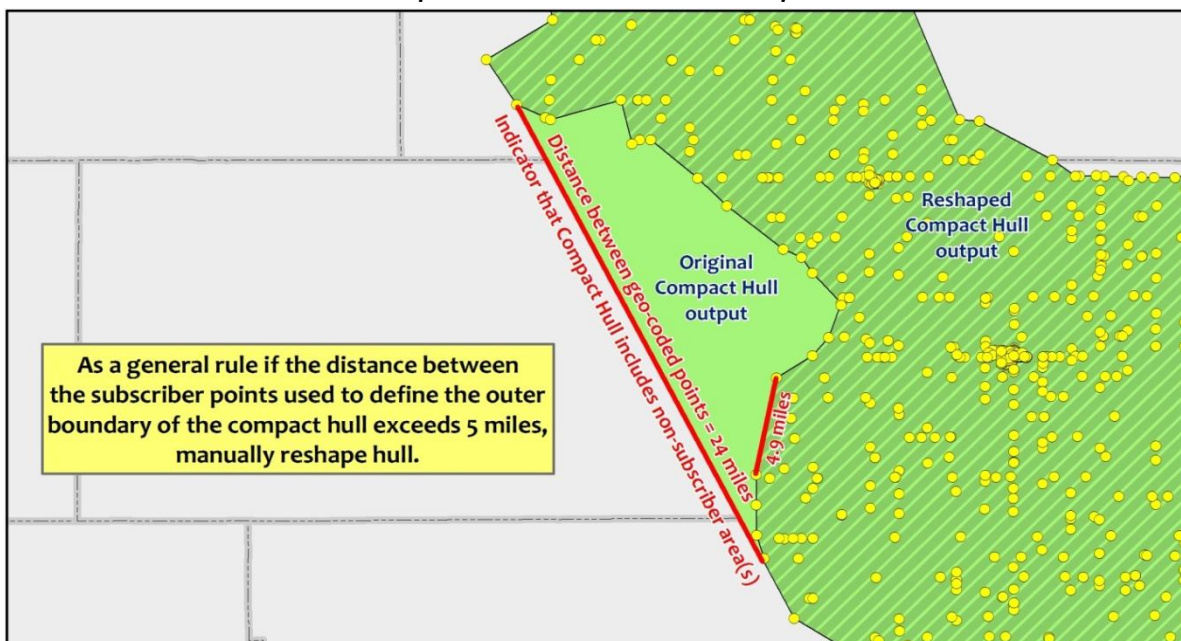 Indicator that Compact Hull includes non-subscriber area(s)
Distance between geo-coded points = 24 miles
Original
Compact Hull
output
Reshaped
Compact Hull
output
4.9 miles
As a general rule if the distance between
the subscriber points used to define the outer
boundary of the compact hull exceeds 5 miles,
manually reshape hull.